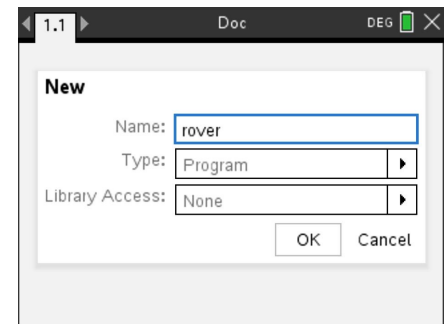 1.1 Doc DEG
New
Name: rover
Type: Program
Library Access: None
OK Cancel